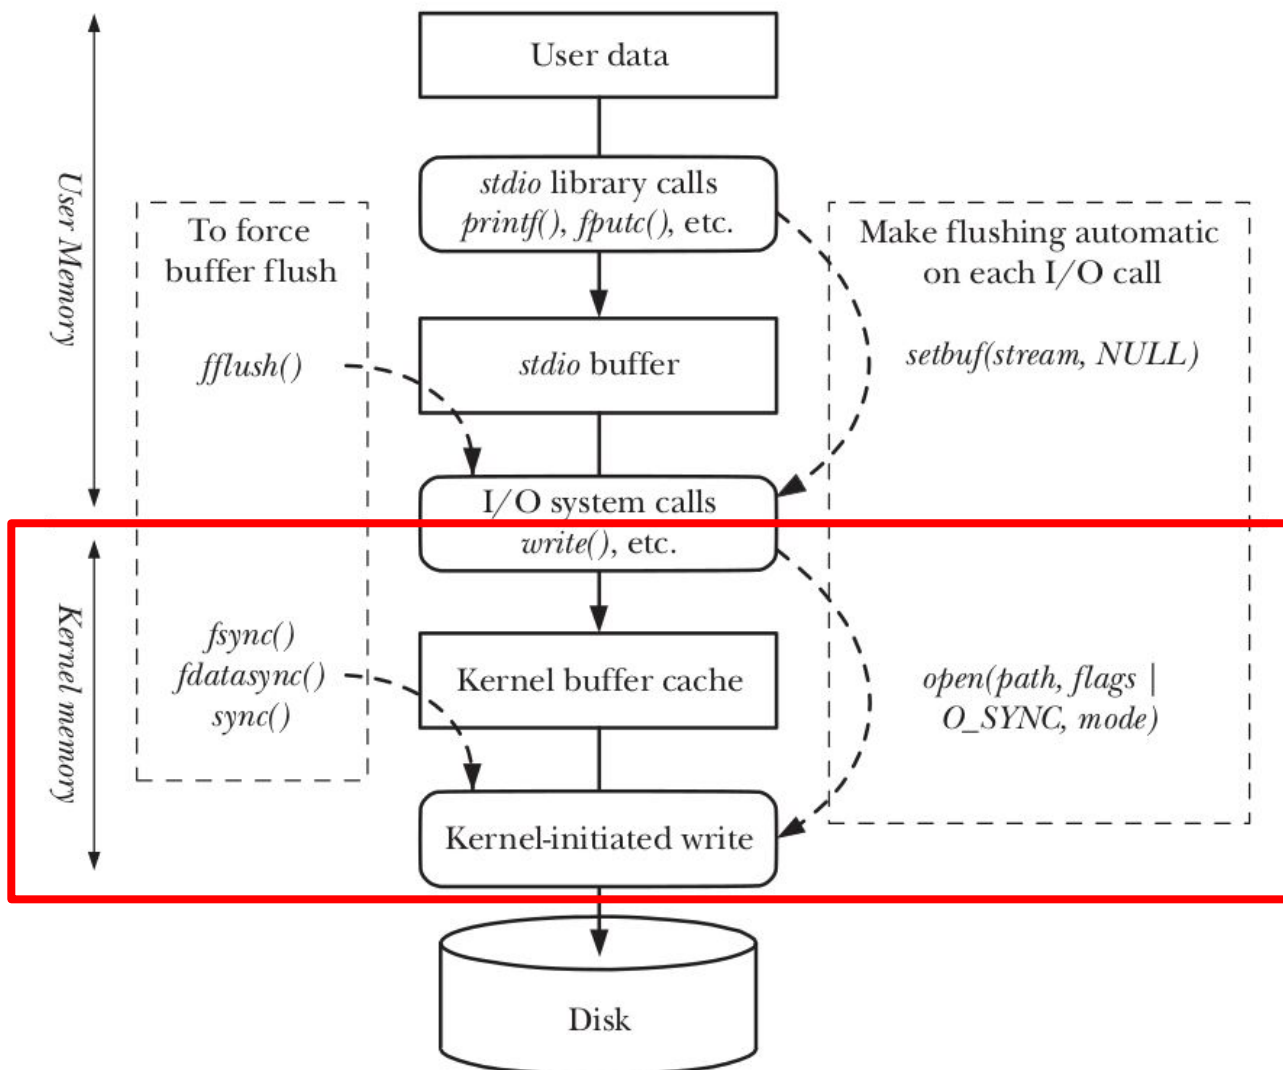 User data
stdio library calls
printf(), fputc(), etc.
User Memory
To force
buffer flush
Make flushing automatic
on each I/O call
fflush()
stdio buffer
setbuf(stream, NULL)
I/O system calls
write(), etc.
Kernel memory
fsync()
fdatasync()
sync()
Kernel buffer cache
open(path, flags |
O_SYNC, mode)
Kernel-initiated write
Disk